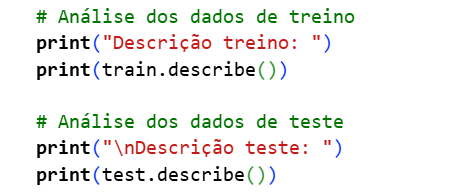 # Análise dos dados de treino
print("Descrição treino: ")
print(train.describe())
# Análise dos dados de teste
print("\nDescrição teste: ")
print(test.describe())